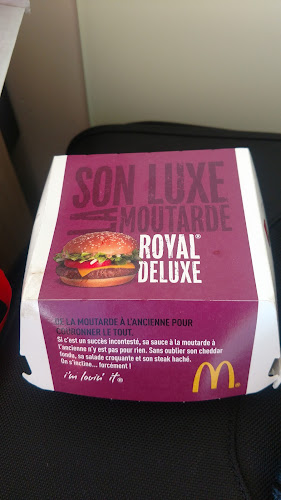 SON LUXE
LA MOUTARDE
ROYAL®
DELUXE
DE LA MOUTARDE À L'ANCIENNE POUR
COURONNER LE TOUT.
Si c'est un succès incontesté, sa sauce à la moutarde à
l'ancienne n'y est pas pour rien. Sans oublier son cheddar
fondu, sa salade croquante et son steak haché.
On s'incline... forcément !
i'm lovin' it®